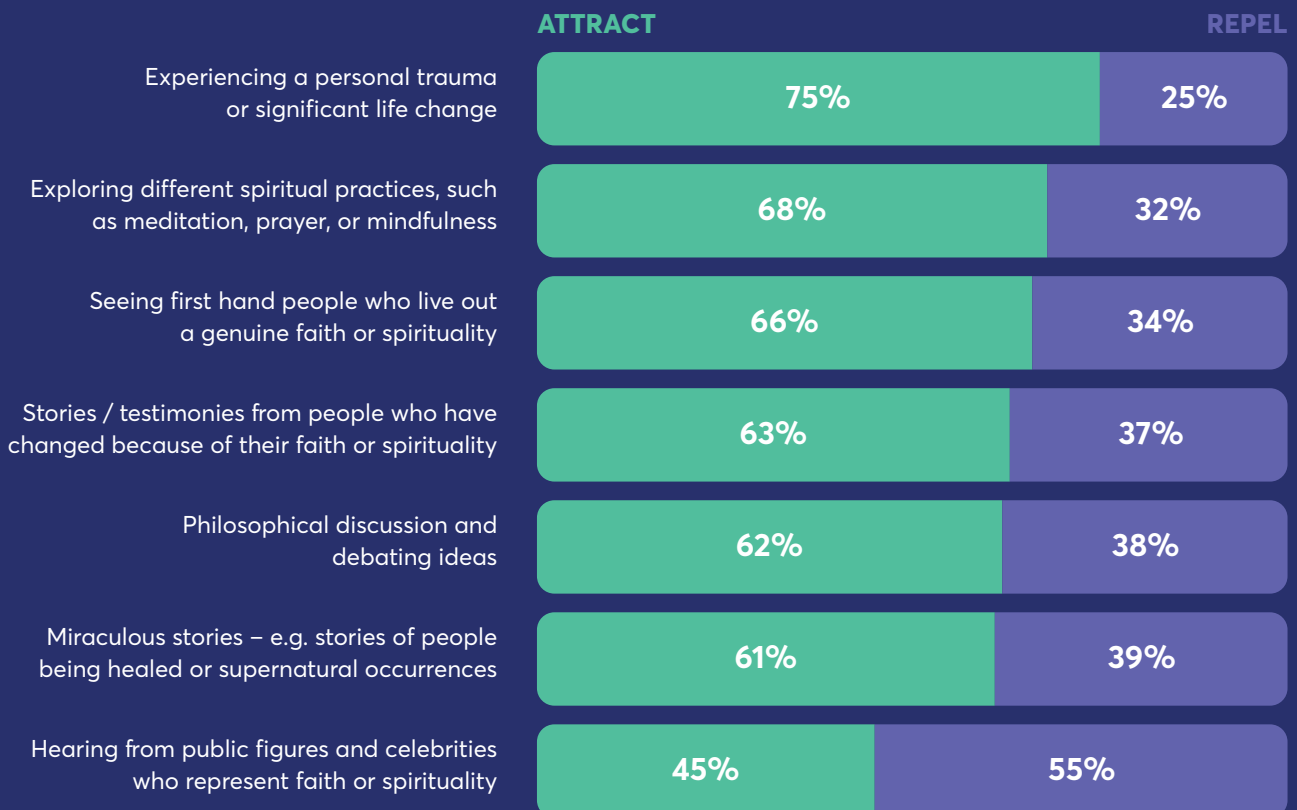 ATTRACT REPEL
Experiencing a personal trauma
or significant life change
75% 25%
Exploring different spiritual practices, such
as meditation, prayer, or mindfulness
68% 32%
Seeing first hand people who live out
a genuine faith or spirituality
66% 34%
Stories / testimonies from people who have
changed because of their faith or spirituality
63% 37%
Philosophical discussion and
debating ideas
62% 38%
Miraculous stories – e.g. stories of people
being healed or supernatural occurrences
61% 39%
Hearing from public figures and celebrities
who represent faith or spirituality
45% 55%